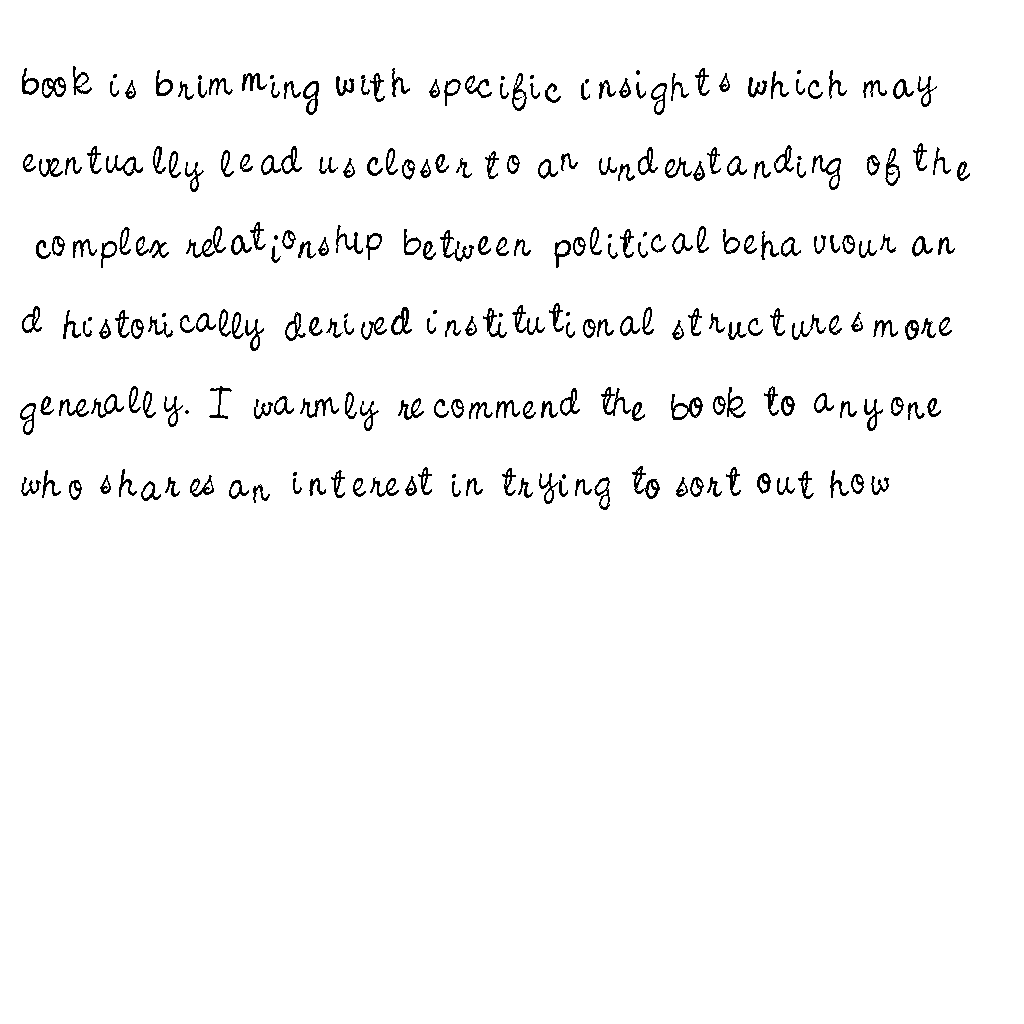 book is brimming with specific insights which may
eventually lead us closer to an understanding of the
complex relationship between political behaviour an
d historically derived institutional structures more
generally. I warmly recommend the book to anyone
who shares an interest in trying to sort out how